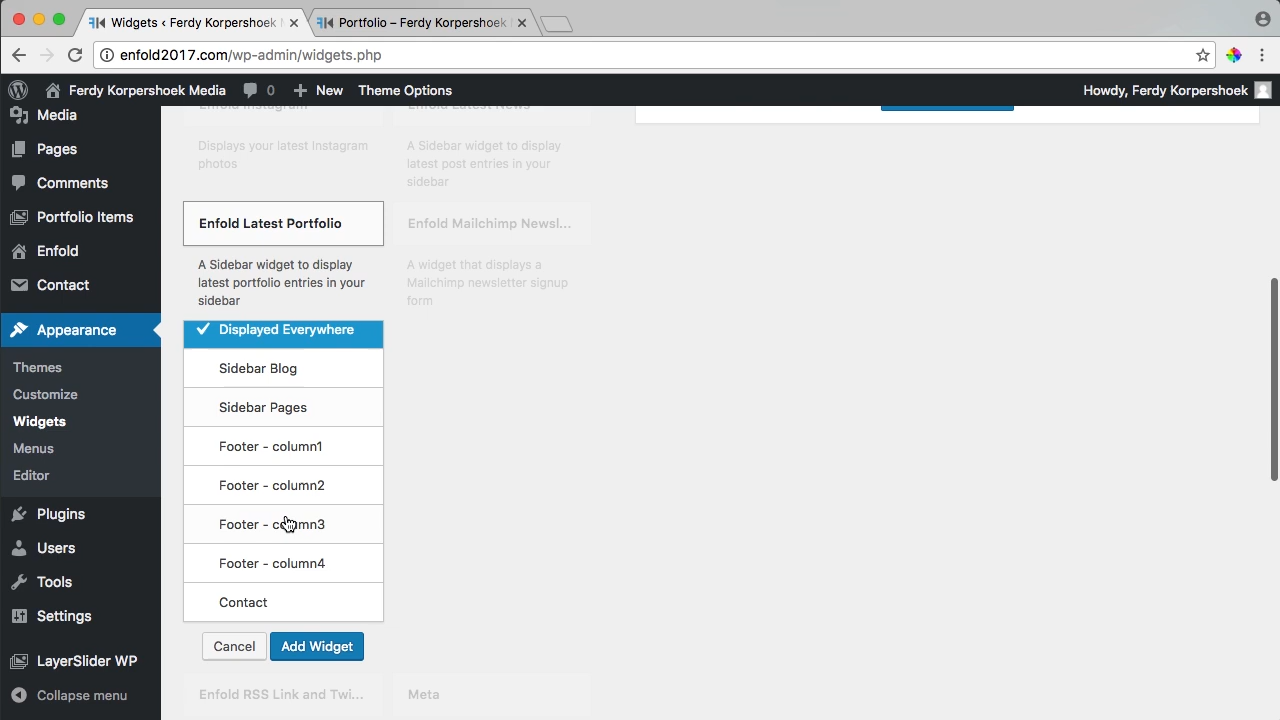 Widgets ‹ Ferdy Korpershoek
Portfolio – Ferdy Korpershoek
enfold2017.com/wp-admin/widgets.php
Ferdy Korpershoek Media
0
New
Theme Options
Howdy, Ferdy Korpershoek
Media
Pages
Comments
Portfolio Items
Enfold
Contact
Appearance
Themes
Customize
Widgets
Menus
Editor
Plugins
Users
Tools
Settings
LayerSlider WP
Collapse menu
Enfold Instagram
Displays your latest Instagram
photos
Enfold Latest News
A Sidebar widget to display
latest post entries in your
sidebar
Enfold Latest Portfolio
A Sidebar widget to display
latest portfolio entries in your
sidebar
Enfold Mailchimp Newsl...
A widget that displays a
Mailchimp newsletter signup
form
Displayed Everywhere
Sidebar Blog
Sidebar Pages
Footer - column1
Footer - column2
Footer - column3
Footer - column4
Contact
Cancel
Add Widget
Enfold RSS Link and Twi...
Meta